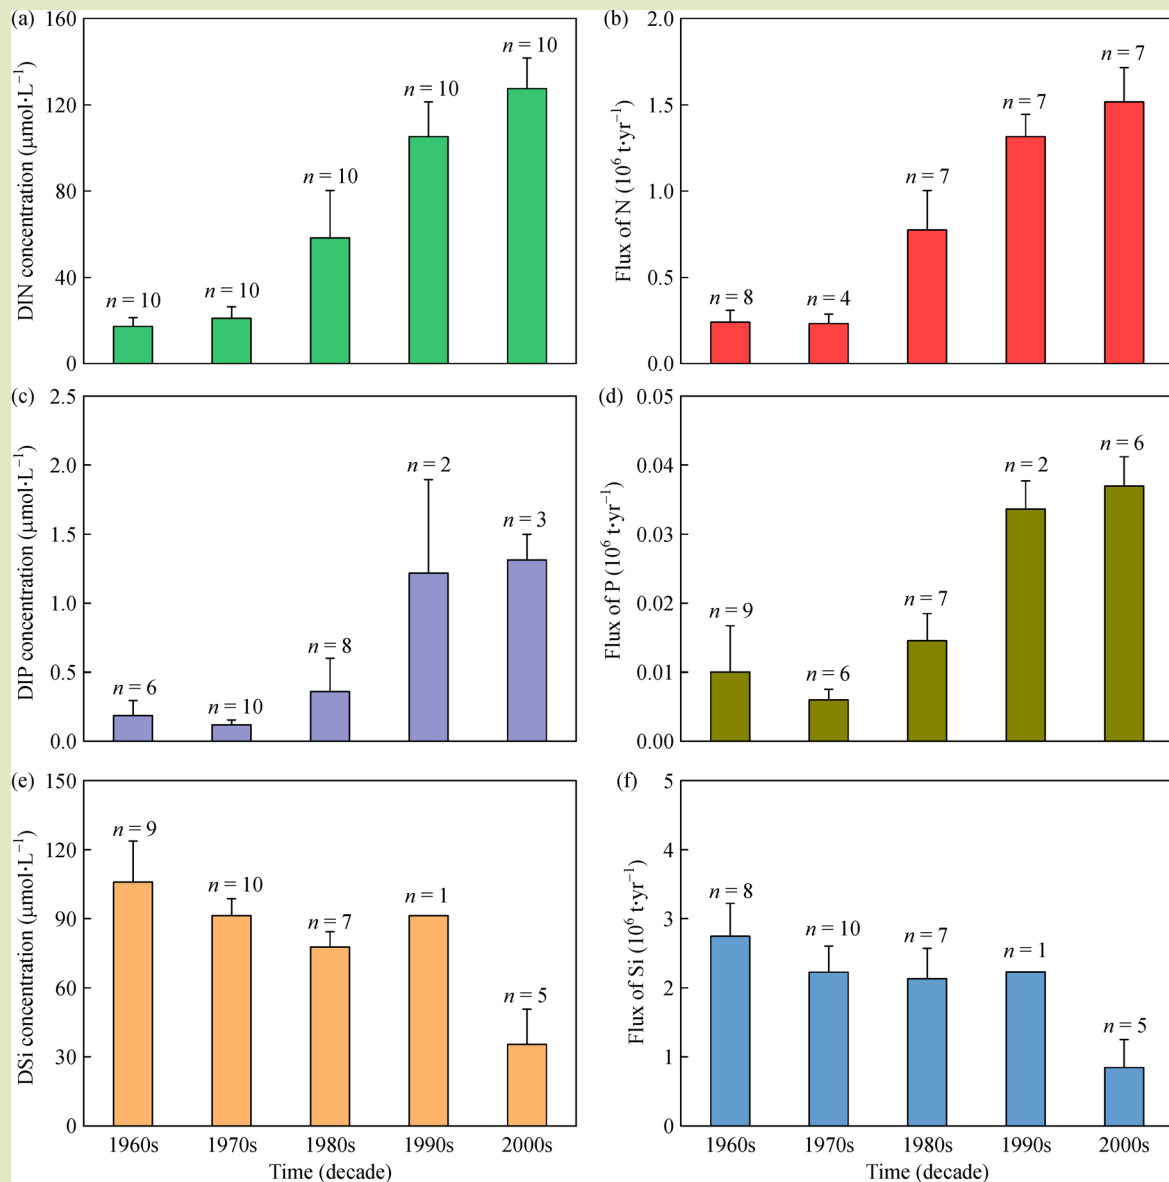 (a)
DIN concentration (μmol·L⁻¹)
160
120
80
40
0
n = 10
n = 10
n = 10
n = 10
n = 10
(b)
Flux of N (10⁶ t·yr⁻¹)
2.0
1.5
1.0
0.5
0.0
n = 8
n = 4
n = 7
n = 7
n = 7
(c)
DIP concentration (μmol·L⁻¹)
2.5
2.0
1.5
1.0
0.5
0.0
n = 6
n = 10
n = 8
n = 2
n = 3
(d)
Flux of P (10⁶ t·yr⁻¹)
0.05
0.04
0.03
0.02
0.01
0.00
n = 9
n = 6
n = 7
n = 2
n = 6
(e)
DSi concentration (μmol·L⁻¹)
150
120
90
60
30
0
n = 9
n = 10
n = 7
n = 1
n = 5
1960s 1970s 1980s 1990s 2000s
Time (decade)
(f)
Flux of Si (10⁶ t·yr⁻¹)
5
4
3
2
1
0
n = 8
n = 10
n = 7
n = 1
n = 5
1960s 1970s 1980s 1990s 2000s
Time (decade)